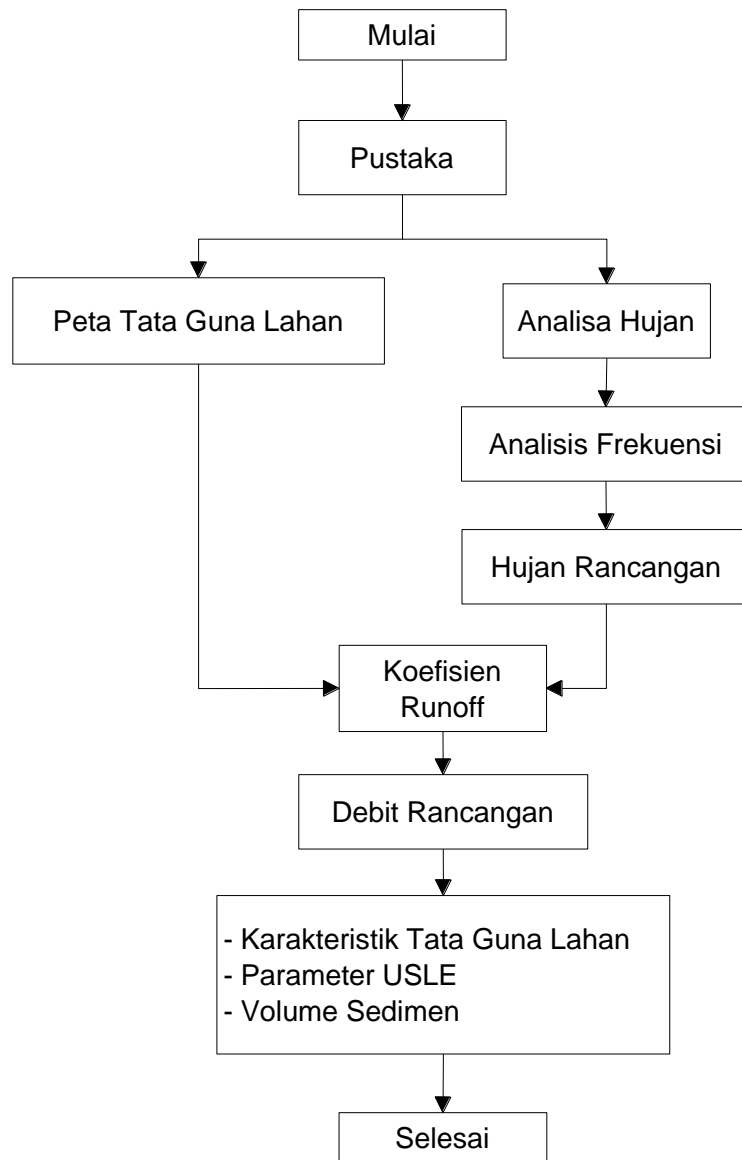 Mulai
Pustaka
Peta Tata Guna Lahan
Analisa Hujan
Analisis Frekuensi
Hujan Rancangan
Koefisien
Runoff
Debit Rancangan
- Karakteristik Tata Guna Lahan
- Parameter USLE
- Volume Sedimen
Selesai